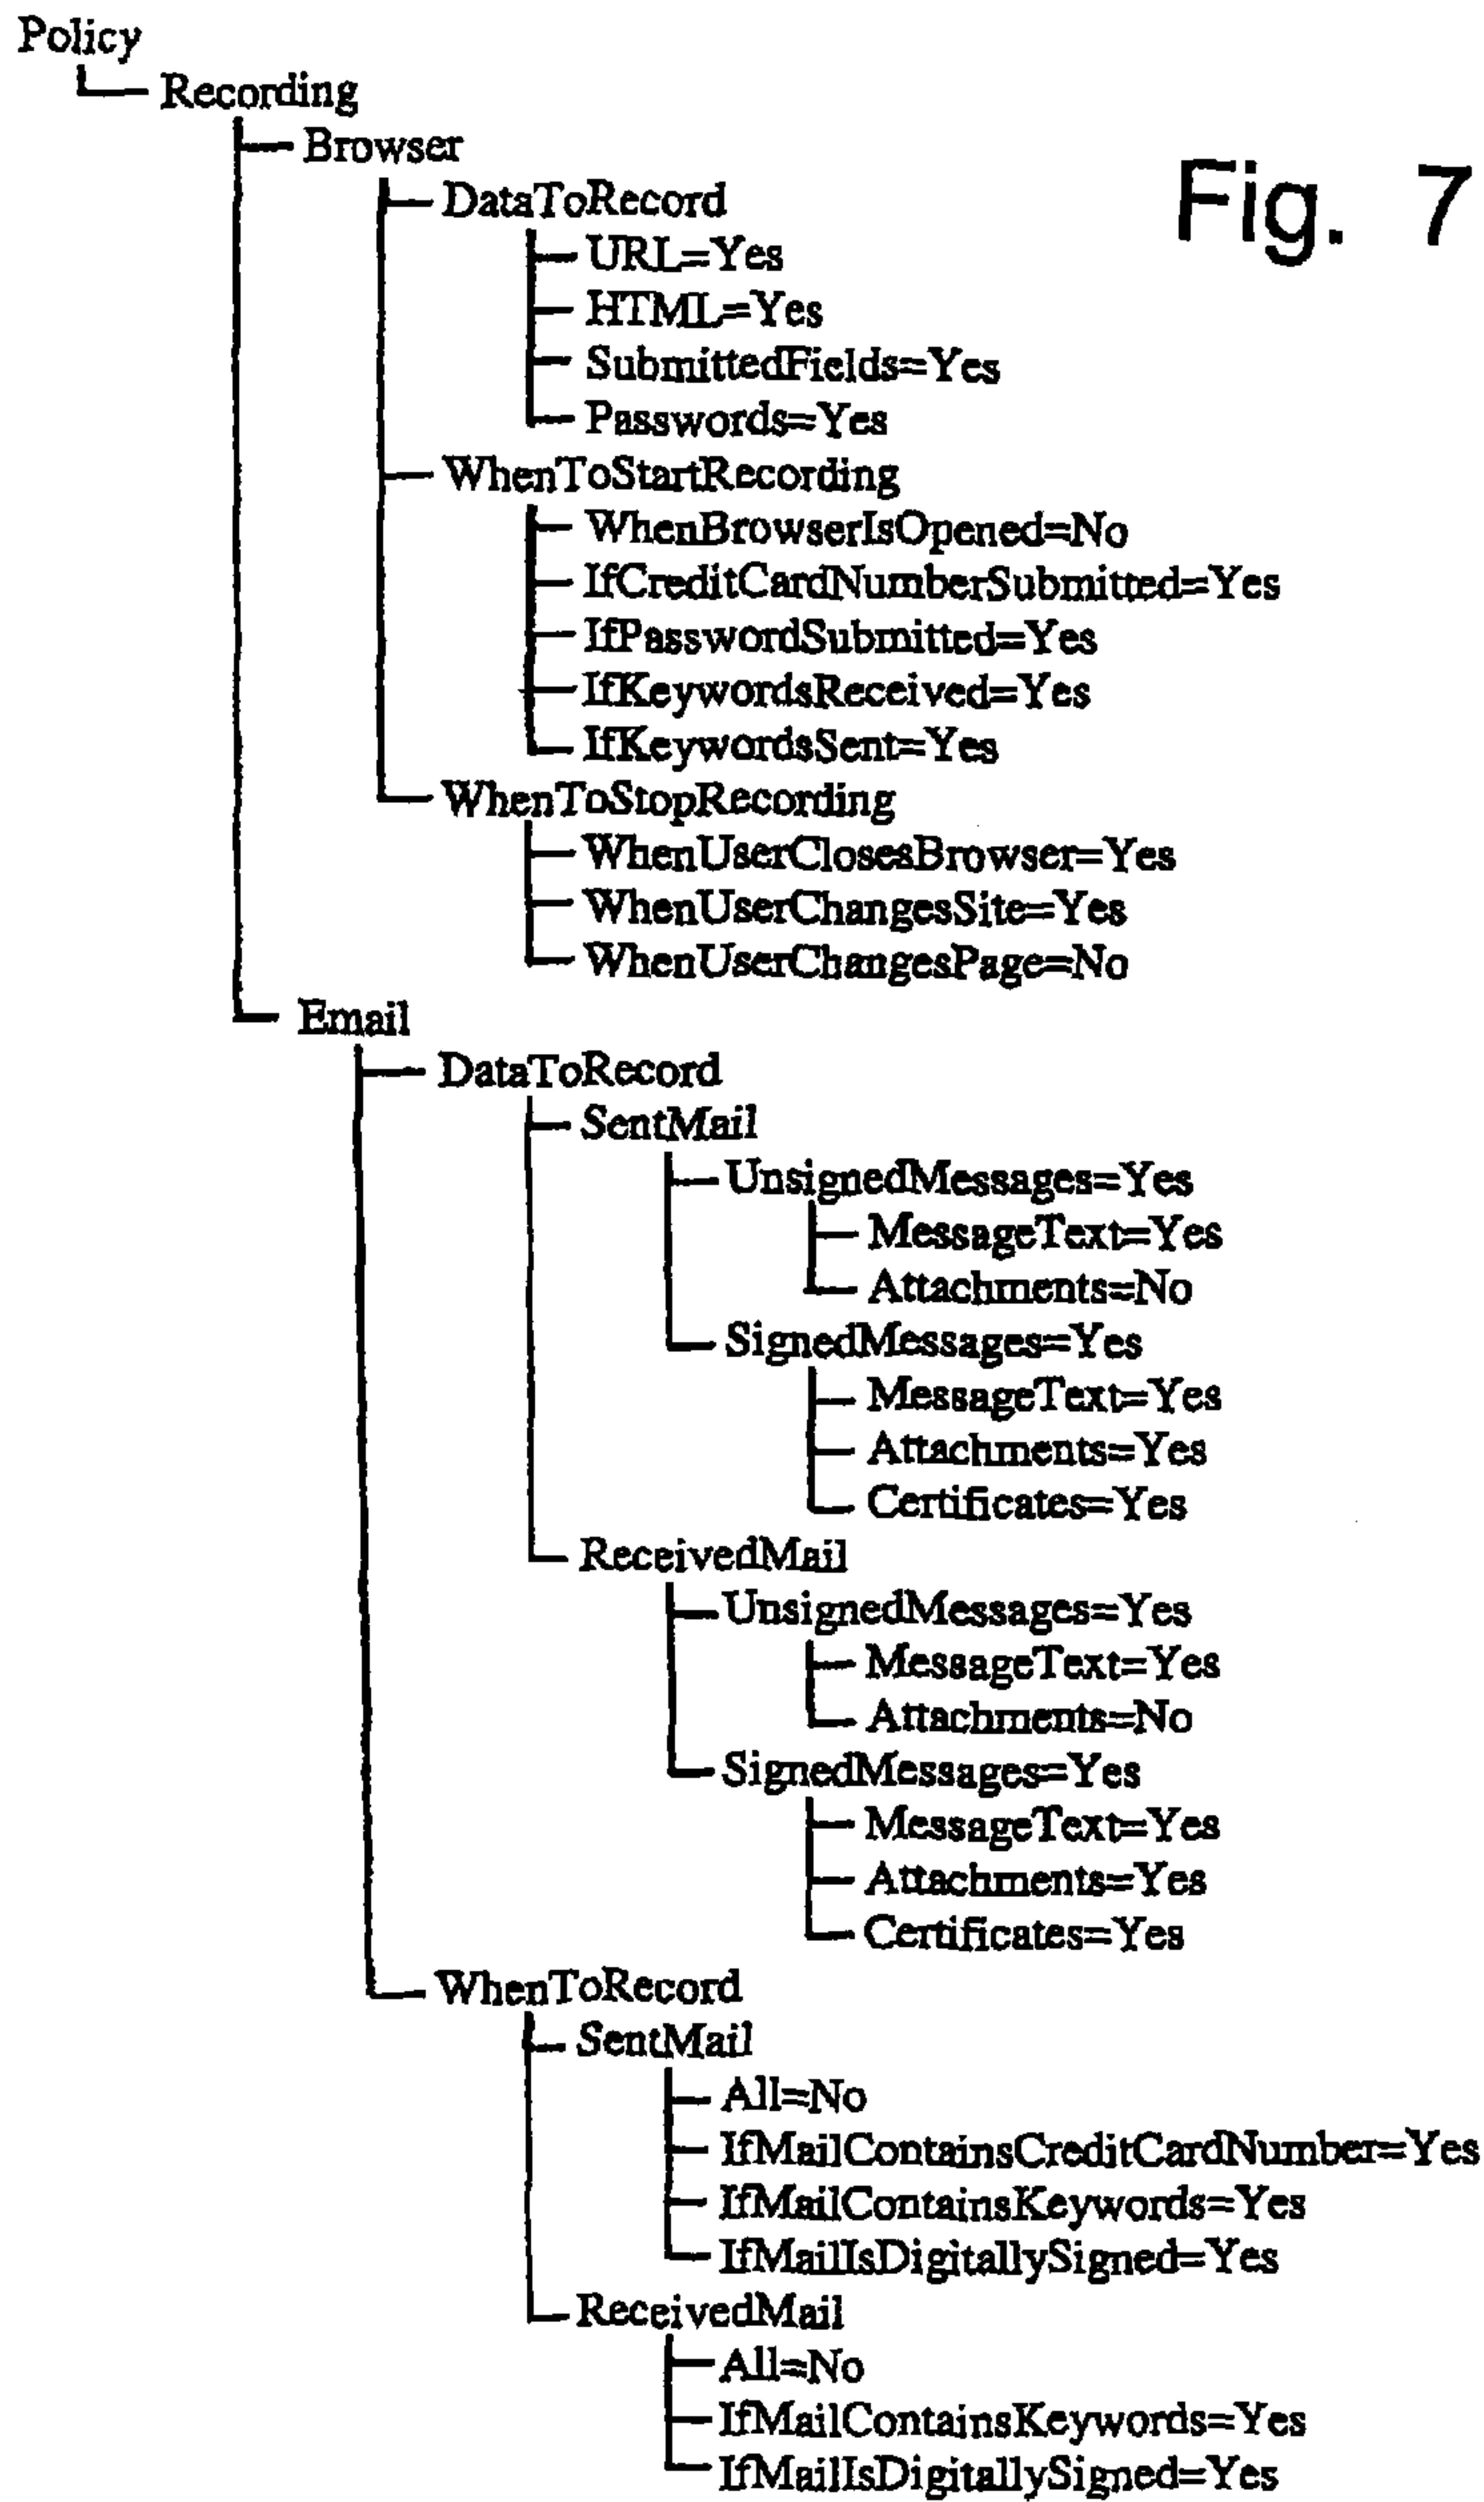 Policy
Recording
Browser
Fig. 7
DataToRecord
URL=Yes
HTML=Yes
SubmittedFields=Yes
Passwords=Yes
WhenToStartRecording
WhenBrowserIsOpened=No
IfCreditCardNumberSubmitted=Yes
IfPasswordSubmitted=Yes
IfKeywordsReceived=Yes
IfKeywordsSent=Yes
WhenToStopRecording
WhenUserClosesBrowser=Yes
WhenUserChangesSite=Yes
WhenUserChangesPage=No
Email
DataToRecord
SentMail
UnsignedMessages=Yes
MessageText=Yes
Attachments=No
SignedMessages=Yes
MessageText=Yes
Attachments=Yes
Certificates=Yes
ReceivedMail
UnsignedMessages=Yes
MessageText=Yes
Attachments=No
SignedMessages=Yes
MessageText=Yes
Attachments=Yes
Certificates=Yes
WhenToRecord
SentMail
All=No
IfMailContainsCreditCardNumber=Yes
IfMailContainsKeywords=Yes
IfMailIsDigitallySigned=Yes
ReceivedMail
All=No
IfMailContainsKeywords=Yes
IfMailIsDigitallySigned=Yes